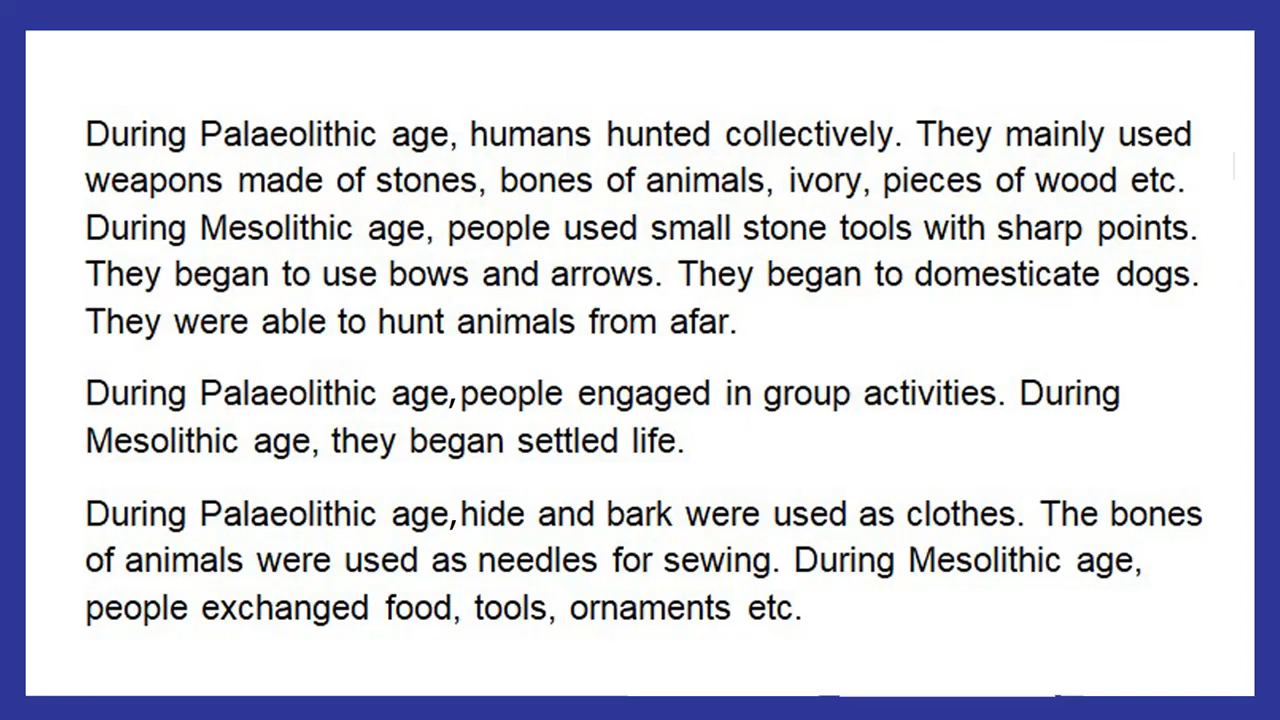 During Palaeolithic age, humans hunted collectively. They mainly used
weapons made of stones, bones of animals, ivory, pieces of wood etc.
During Mesolithic age, people used small stone tools with sharp points.
They began to use bows and arrows. They began to domesticate dogs.
They were able to hunt animals from afar.
During Palaeolithic age,people engaged in group activities. During
Mesolithic age, they began settled life.
During Palaeolithic age,hide and bark were used as clothes. The bones
of animals were used as needles for sewing. During Mesolithic age,
people exchanged food, tools, ornaments etc.